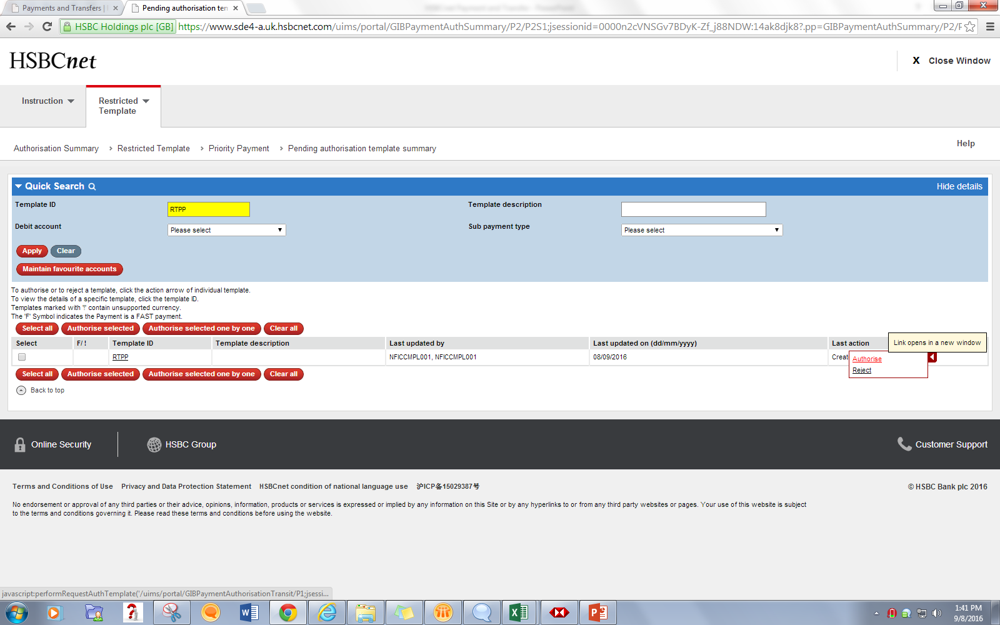 Payments and Transfers |
Pending authorisation ten
HSBC Holdings plc [GB]
https://www.sde4-a.uk.hsbcnet.com/uims/portal/GIBPaymentAuthSummary/P2/P2S1;jsessionid=0000n2cVNSGv7BDyK-Zf_j88NDW:14ak8djk8?.pp=GIBPaymentAuthSummary/P2/F
HSBCnet
X Close Window
Instruction
Restricted
Template
Authorisation Summary > Restricted Template > Priority Payment > Pending authorisation template summary
Help
Quick Search
Hide details
Template ID
RTPP
Template description
Debit account
Please select
Sub payment type
Please select
Apply Clear
Maintain favourite accounts
To authorise or to reject a template, click the action arrow of individual template.
To view the details of a specific template, click the template ID.
Templates marked with '!' contain unsupported currency.
The 'F' Symbol indicates the Payment is a FAST payment.
Select all Authorise selected Authorise selected one by one Clear all
Select F/ ! Template ID Template description Last updated by Last updated on (dd/mm/yyyy) Last action
Link opens in a new window
RTPP NFICCMPL001, NFICCMPL001 08/09/2016 Creat
Authorise
Reject
Select all Authorise selected Authorise selected one by one Clear all
Back to top
Online Security
HSBC Group
Customer Support
Terms and Conditions of Use Privacy and Data Protection Statement HSBCnet condition of national language use 沪ICP备15029387号
© HSBC Bank plc 2016
No endorsement or approval of any third parties or their advice, opinions, information, products or services is expressed or implied by any information on this Site or by any hyperlinks to or from any third party websites or pages. Your use of this website is subject
to the terms and conditions governing it. Please read these terms and conditions before using the website.
javascript:performRequestAuthTemplate('/uims/portal/GIBPaymentAuthorisationTransit/P1;jsessi...
1:41 PM
9/8/2016